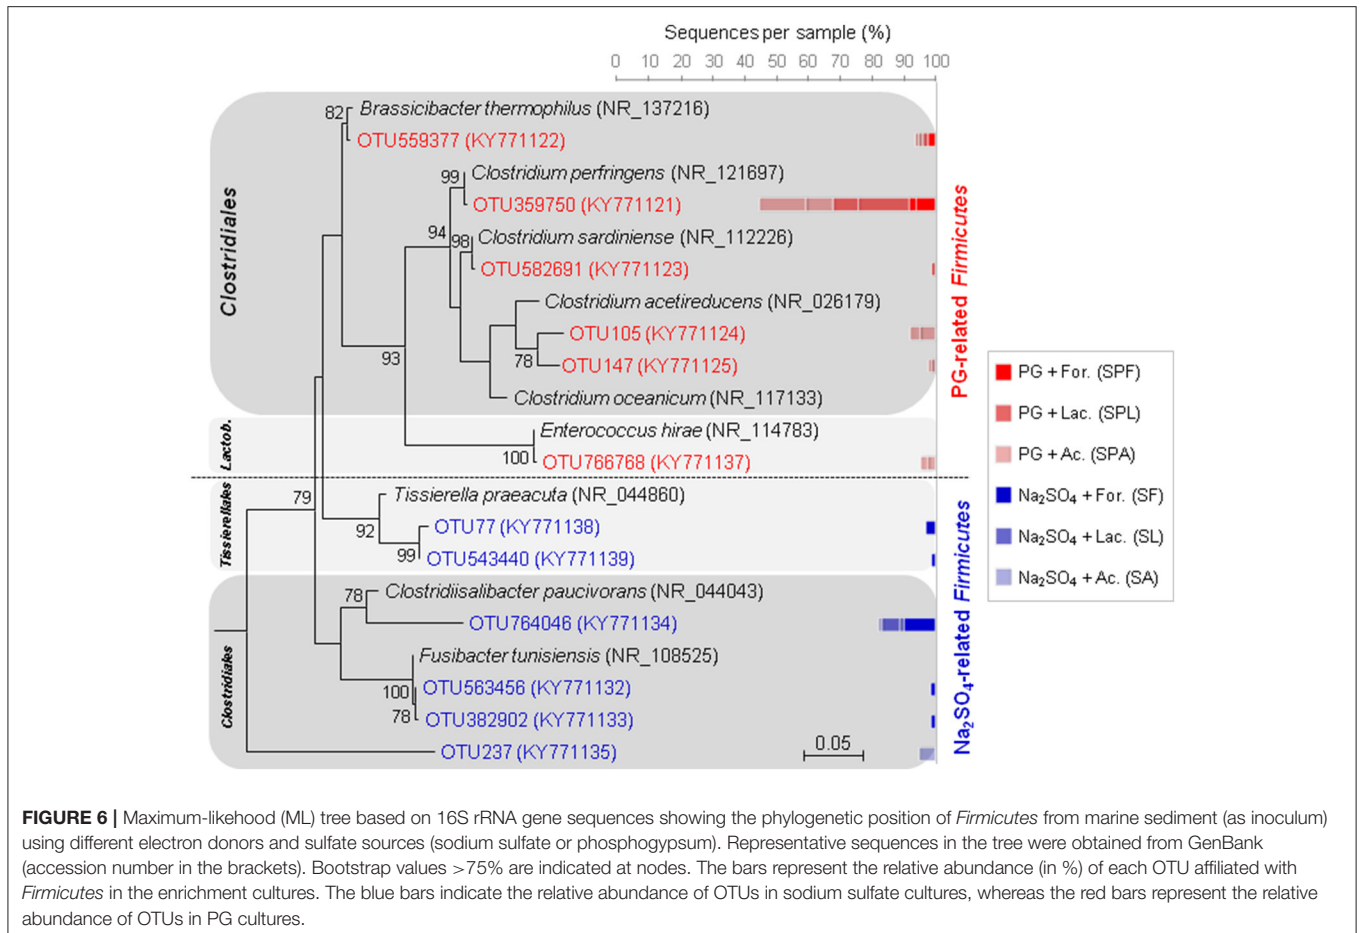 Sequences per sample (%)
0 10 20 30 40 50 60 70 80 90 100
Clostridiales
82
Brassicibacter thermophilus (NR_137216)
OTU559377 (KY771122)
99
Clostridium perfringens (NR_121697)
OTU359750 (KY771121)
94
98
Clostridium sardiniense (NR_112226)
OTU582691 (KY771123)
Clostridium acetireducens (NR_026179)
OTU105 (KY771124)
93
78
OTU147 (KY771125)
Clostridium oceanicum (NR_117133)
Lactob.
Enterococcus hirae (NR_114783)
100
OTU766768 (KY771137)
PG-related Firmicutes
Tissierellales
79
Tissierella praeacuta (NR_044860)
92
OTU77 (KY771138)
99
OTU543440 (KY771139)
Clostridiales
78
Clostridiisalibacter paucivorans (NR_044043)
OTU764046 (KY771134)
Fusibacter tunisiensis (NR_108525)
100
OTU563456 (KY771132)
78
OTU382902 (KY771133)
OTU237 (KY771135)
0.05
Na2SO4-related Firmicutes
PG + For. (SPF)
PG + Lac. (SPL)
PG + Ac. (SPA)
Na2SO4 + For. (SF)
Na2SO4 + Lac. (SL)
Na2SO4 + Ac. (SA)
FIGURE 6 | Maximum-likehood (ML) tree based on 16S rRNA gene sequences showing the phylogenetic position of Firmicutes from marine sediment (as inoculum)
using different electron donors and sulfate sources (sodium sulfate or phosphogypsum). Representative sequences in the tree were obtained from GenBank
(accession number in the brackets). Bootstrap values >75% are indicated at nodes. The bars represent the relative abundance (in %) of each OTU affiliated with
Firmicutes in the enrichment cultures. The blue bars indicate the relative abundance of OTUs in sodium sulfate cultures, whereas the red bars represent the relative
abundance of OTUs in PG cultures.